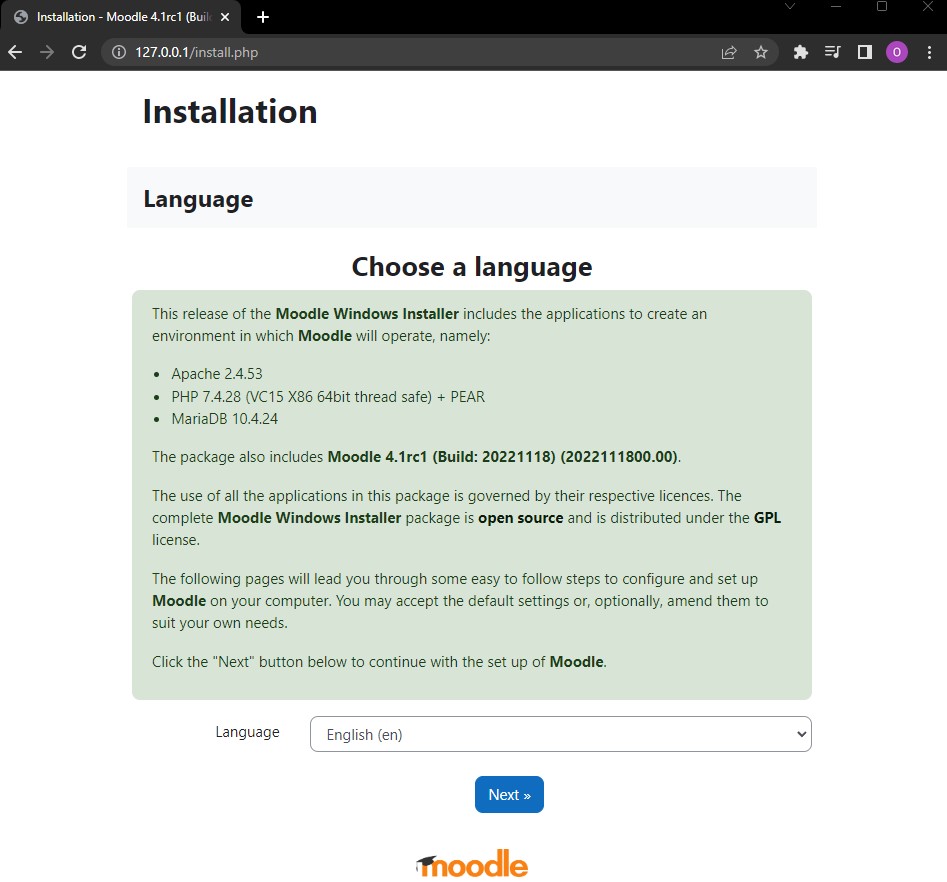 Installation - Moodle 4.1rc1 (Buil
127.0.0.1/install.php
O
Installation
Language
Choose a language
This release of the Moodle Windows Installer includes the applications to create an
environment in which Moodle will operate, namely:
• Apache 2.4.53
• PHP 7.4.28 (VC15 X86 64bit thread safe) + PEAR
• MariaDB 10.4.24
The package also includes Moodle 4.1rc1 (Build: 20221118) (2022111800.00).
The use of all the applications in this package is governed by their respective licences. The
complete Moodle Windows Installer package is open source and is distributed under the GPL
license.
The following pages will lead you through some easy to follow steps to configure and set up
Moodle on your computer. You may accept the default settings or, optionally, amend them to
suit your own needs.
Click the "Next" button below to continue with the set up of Moodle.
Language English (en)
Next »
moodle